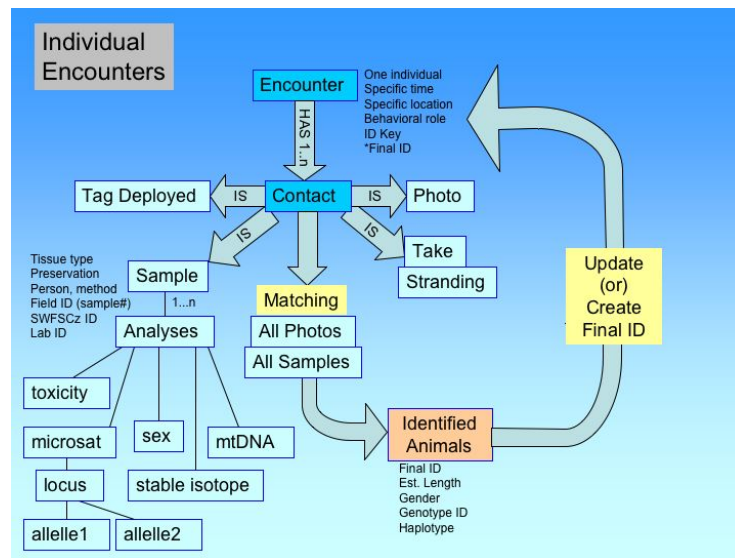 Individual
Encounters
Encounter
One individual
Specific time
Specific location
Behavioral role
ID Key
*Final ID
HAS 1..n
Tag Deployed
IS
Contact
IS
Photo
IS
IS
Take
Stranding
Tissue type
Preservation
Person, method
Field ID (sample#)
SWFSCz ID
Lab ID
Sample
1...n
Analyses
Matching
All Photos
All Samples
Update
(or)
Create
Final ID
toxicity
microsat
sex
mtDNA
locus
stable isotope
allelle1
allelle2
Identified
Animals
Final ID
Est. Length
Gender
Genotype ID
Haplotype